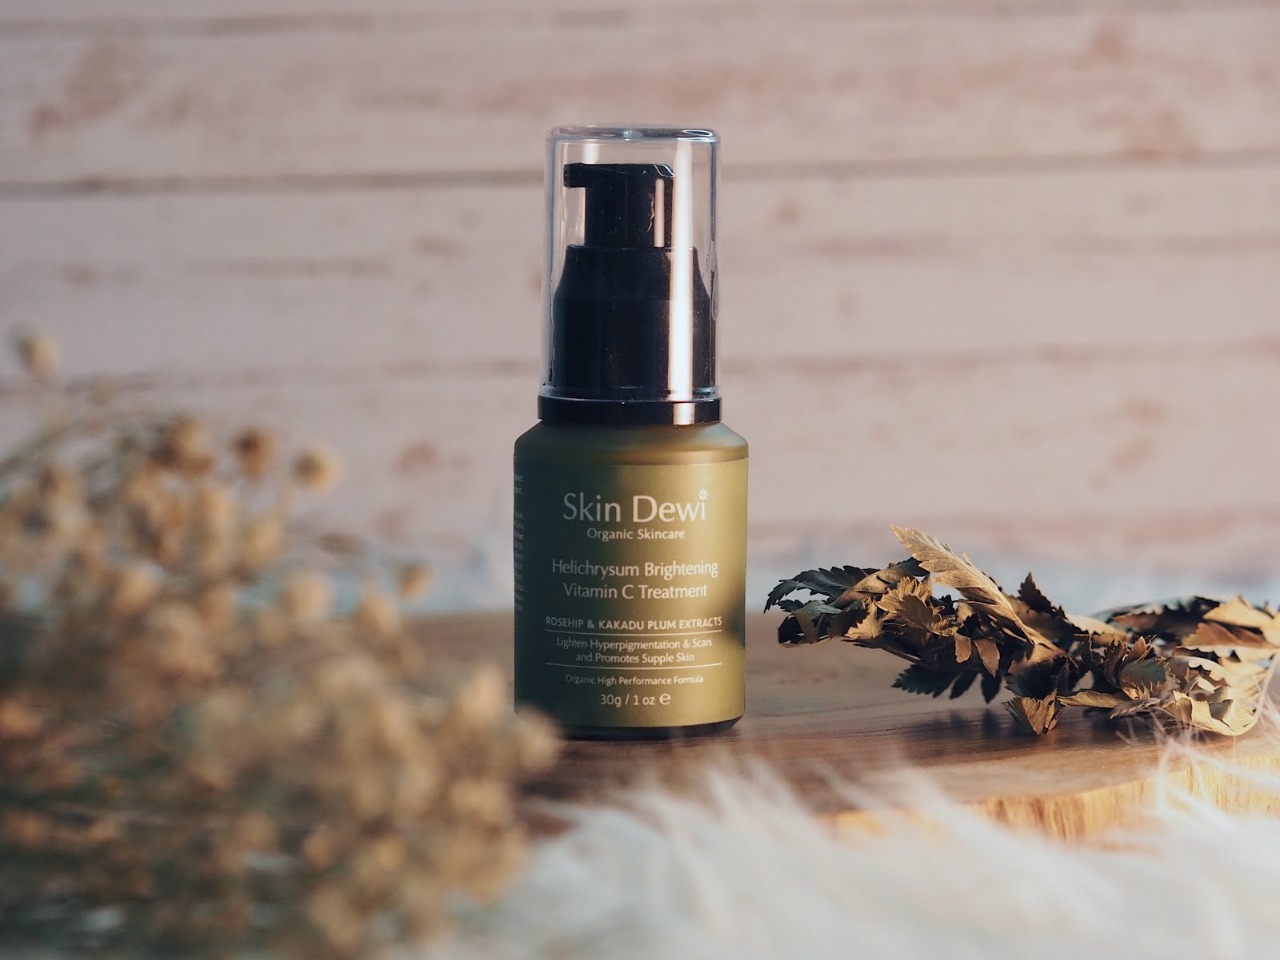 Skin Dewi
Organic Skincare
Helichrysum Brightening
Vitamin C Treatment
ROSEHIP & KAKADU PLUM EXTRACTS
Lighten Hyperpigmentation & Scars
and Promotes Supple Skin
Organic High Performance Formula
30g / 1 oz ℮